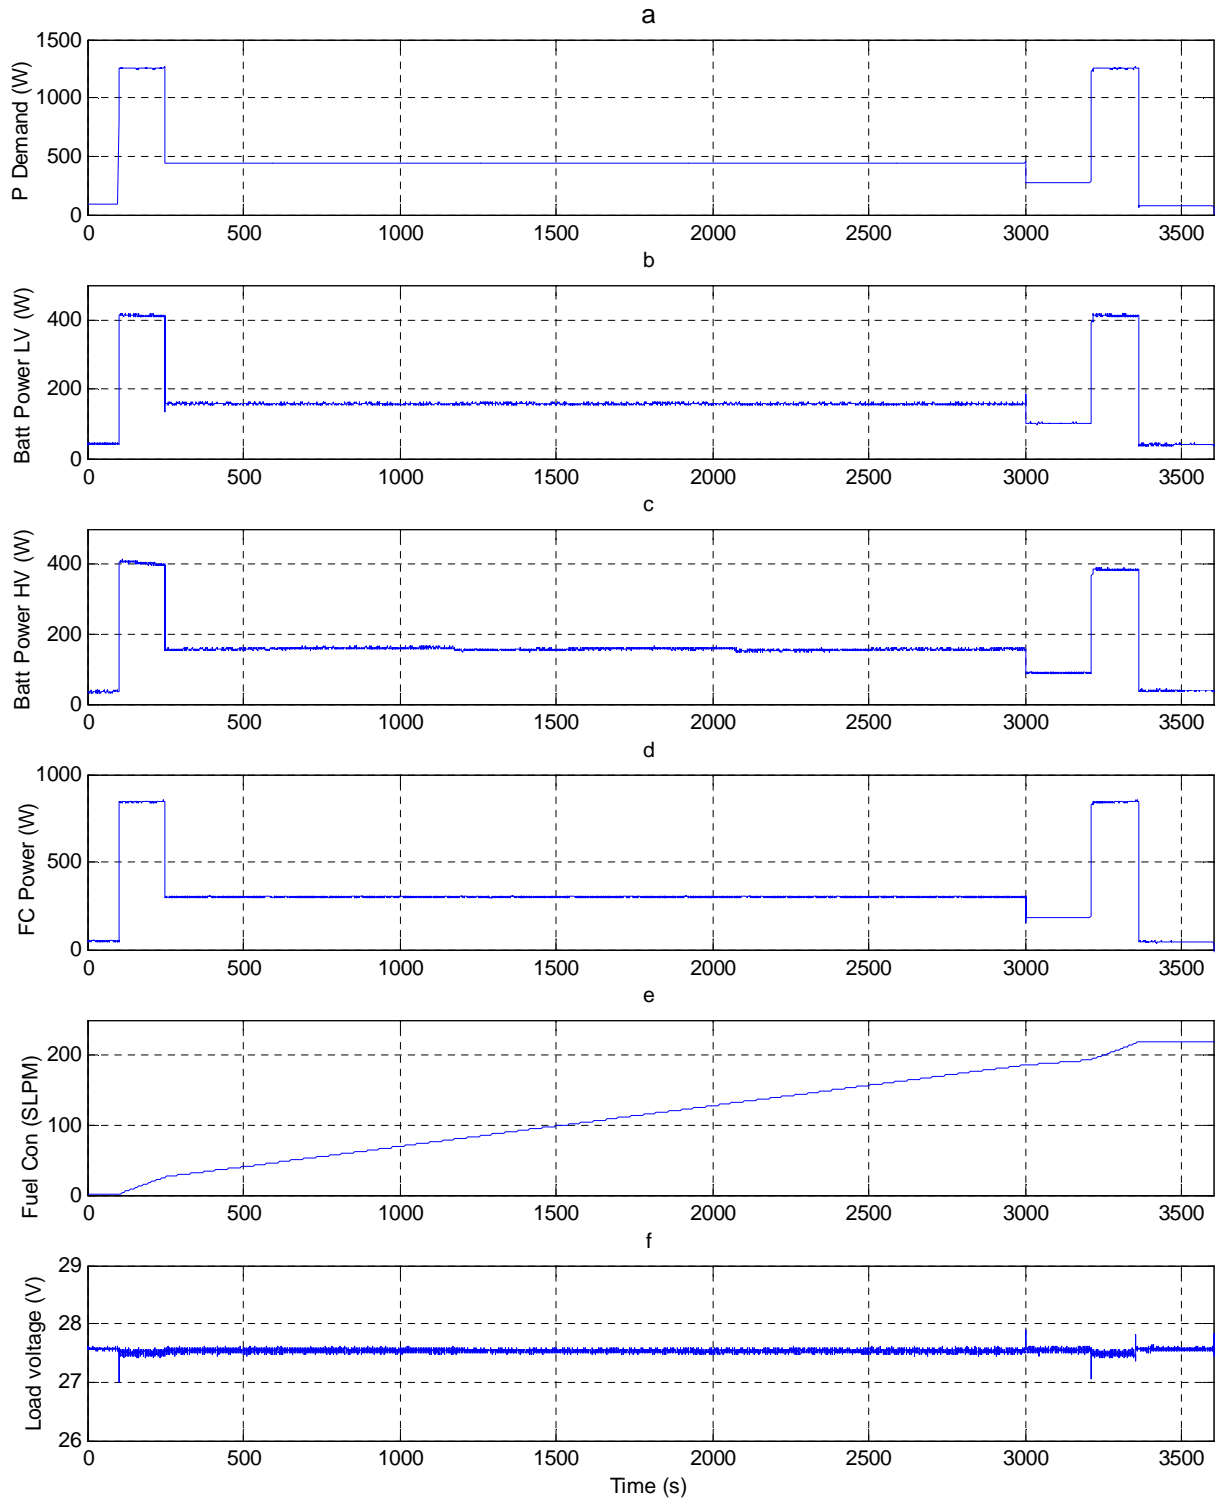 a
P Demand (W)
1500
1000
500
0
0 500 1000 1500 2000 2500 3000 3500
b
Batt Power LV (W)
400
200
0
0 500 1000 1500 2000 2500 3000 3500
c
Batt Power HV (W)
400
200
0
0 500 1000 1500 2000 2500 3000 3500
d
FC Power (W)
1000
500
0
0 500 1000 1500 2000 2500 3000 3500
e
Fuel Con (SLPM)
200
100
0
0 500 1000 1500 2000 2500 3000 3500
f
Load voltage (V)
29
28
27
26
0 500 1000 1500 2000 2500 3000 3500
Time (s)